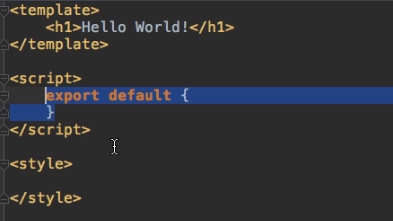 <template>
    <h1>Hello World!</h1>
</template>

<script>
    export default {
    }
</script>

<style>

</style>